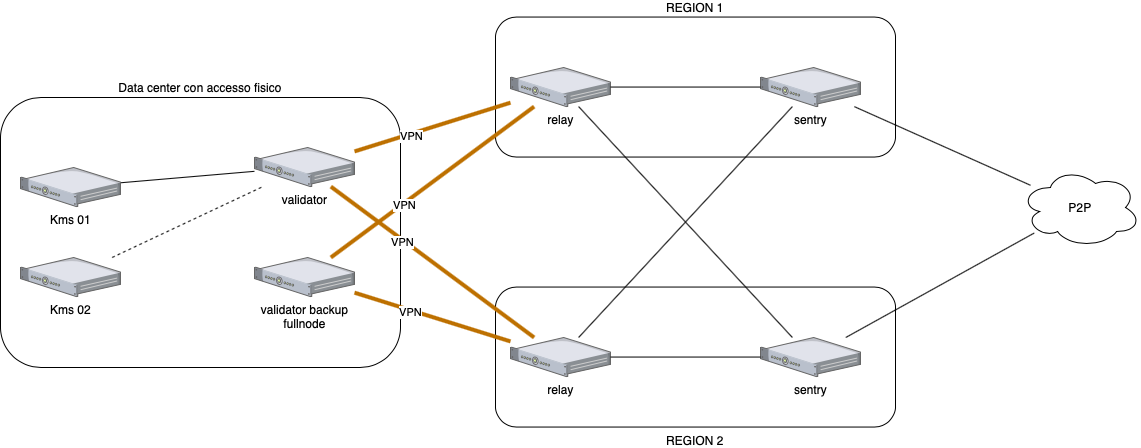 REGION 1
Data center con accesso fisico
relay
sentry
VPN
validator
Kms 01
VPN
P2P
VPN
Kms 02
validator backup
fullnode
VPN
relay
sentry
REGION 2